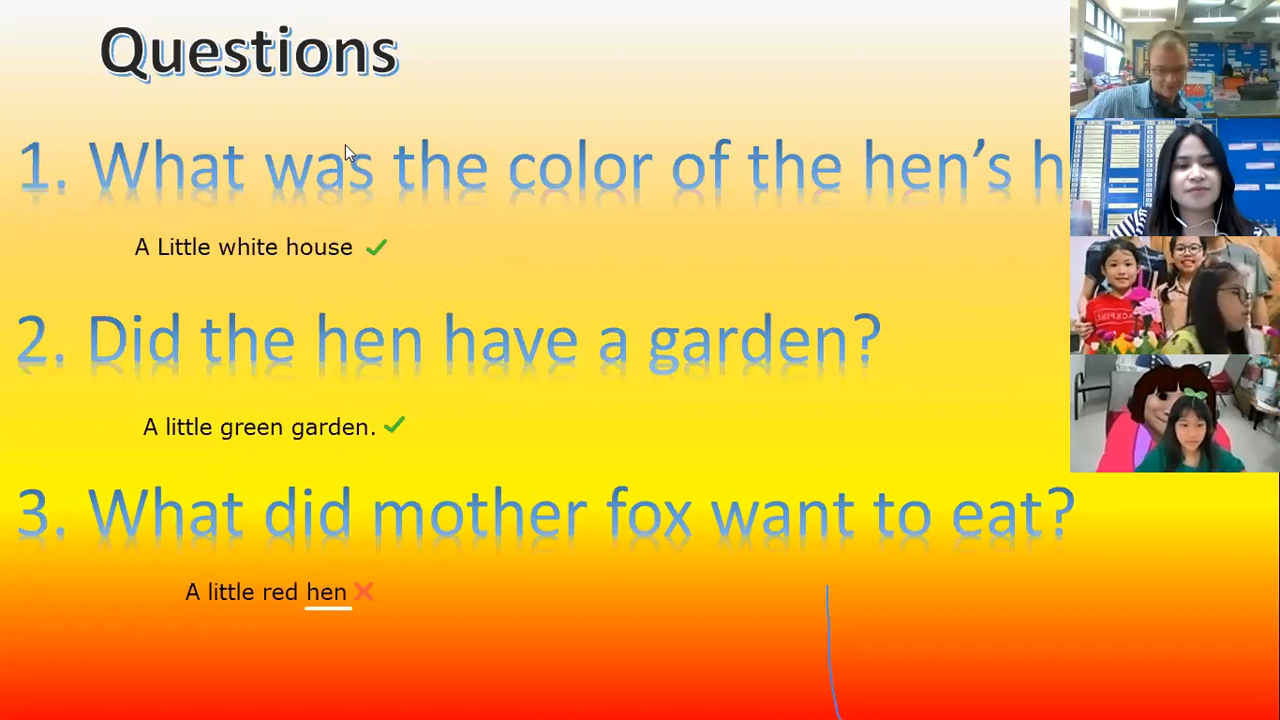 Questions
1. What was the color of the hen's h
A Little white house
2. Did the hen have a garden?
A little green garden.
3. What did mother fox want to eat?
A little red hen